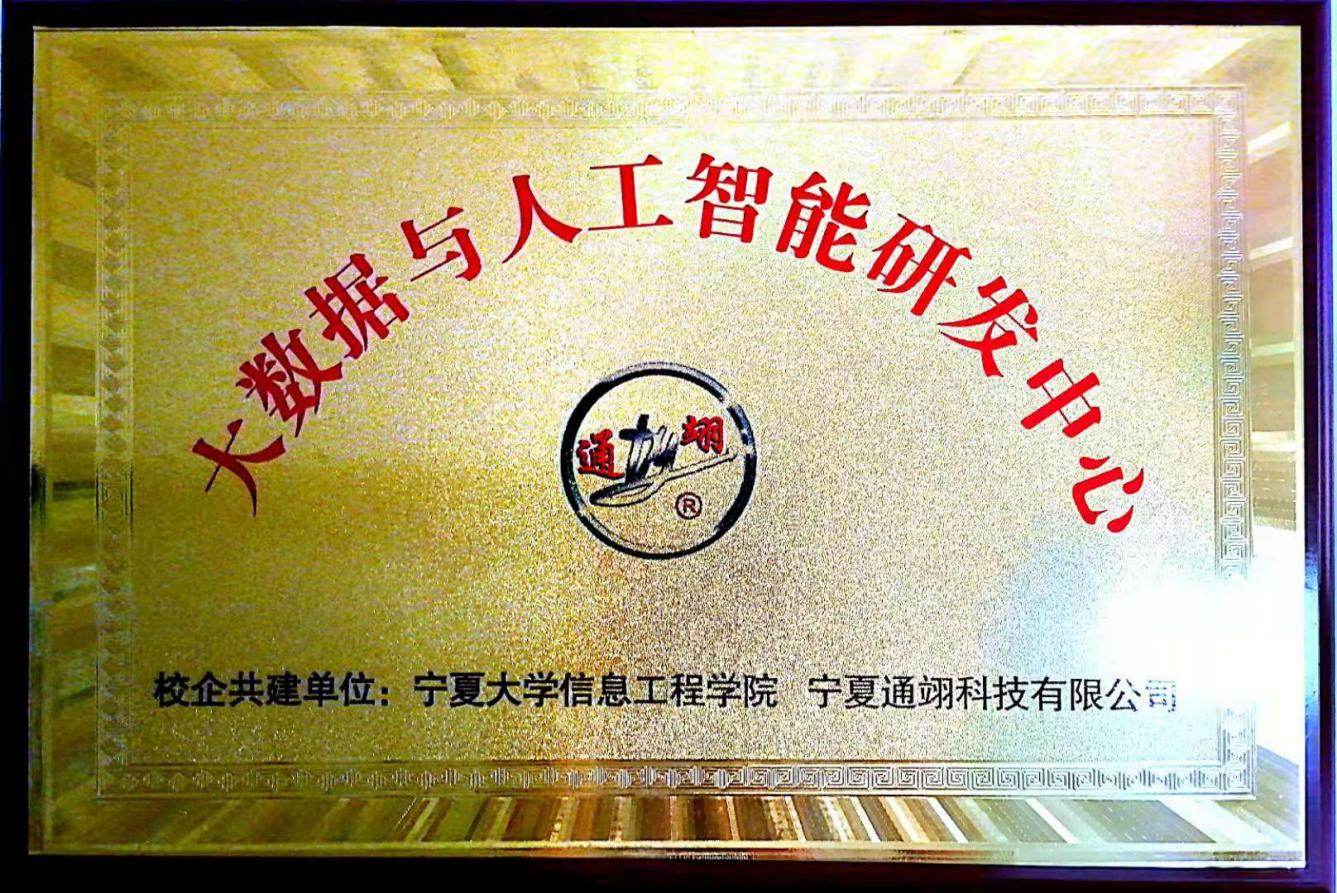 大数据与人工智能研发中心
通翊
®
校企共建单位：宁夏大学信息工程学院 宁夏通翊科技有限公司